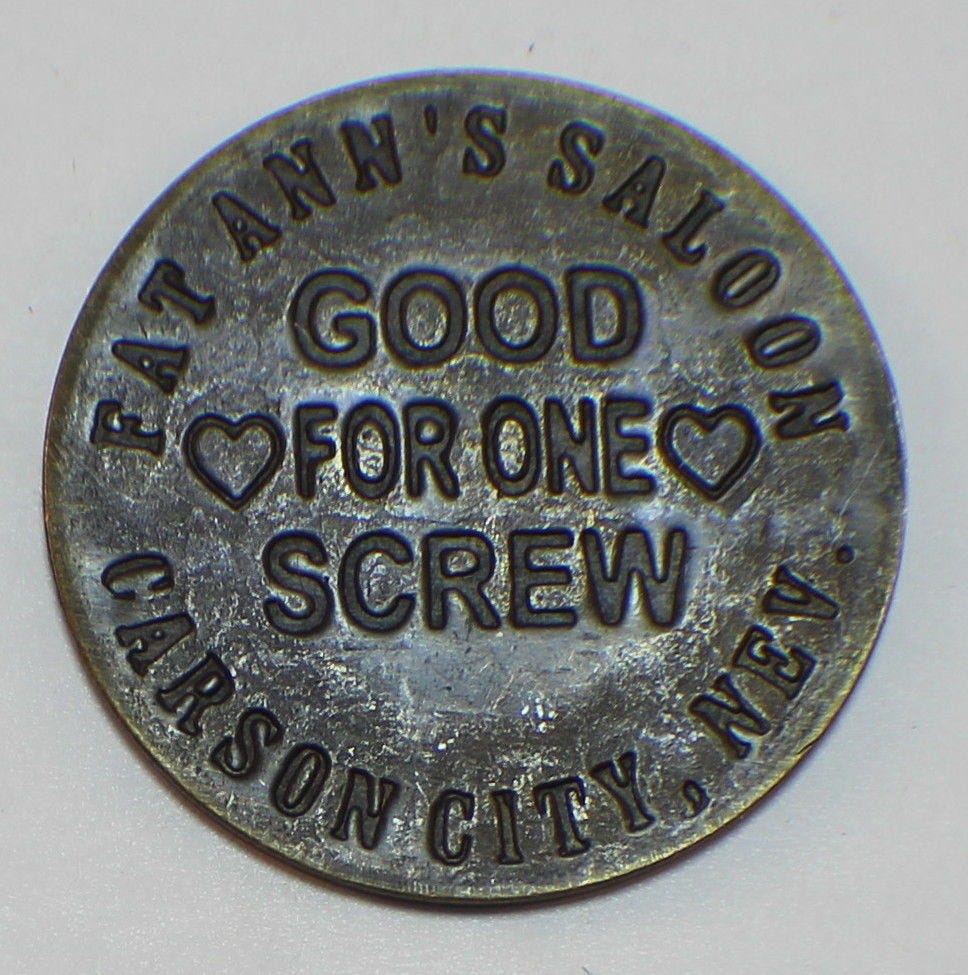 FAT ANN'S SALOON
GOOD
FOR ONE
SCREW
CARSON CITY, NEV.